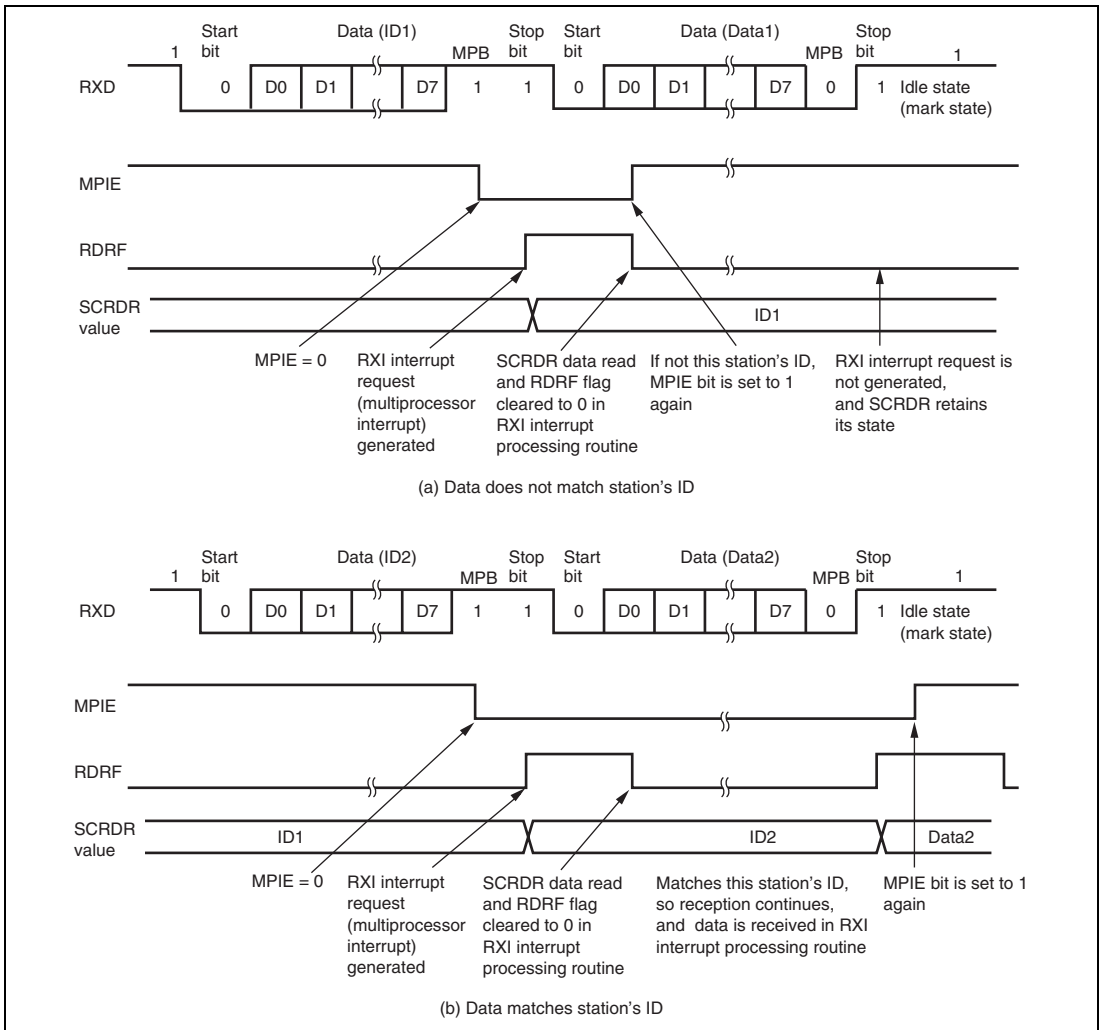 Start Data (ID1) Stop Start Data (Data1) Stop
1 bit MPB bit bit MPB bit 1
RXD 0 D0 D1 D7 1 1 0 D0 D1 D7 0 1 Idle state
(mark state)
MPIE
RDRF
SCRDR
value
ID1
MPIE = 0
RXI interrupt
request
(multiprocessor
interrupt)
generated
SCRDR data read
and RDRF flag
cleared to 0 in
RXI interrupt
processing routine
If not this station's ID,
MPIE bit is set to 1
again
RXI interrupt request is
not generated,
and SCRDR retains
its state
(a) Data does not match station's ID
Start Data (ID2) Stop Start Data (Data2) Stop
1 bit MPB bit bit MPB bit 1
RXD 0 D0 D1 D7 1 1 0 D0 D1 D7 0 1 Idle state
(mark state)
MPIE
RDRF
SCRDR
value
ID1 ID2 Data2
MPIE = 0
RXI interrupt
request
(multiprocessor
interrupt)
generated
SCRDR data read
and RDRF flag
cleared to 0 in
RXI interrupt
processing routine
Matches this station's ID,
so reception continues,
and data is received in RXI
interrupt processing routine
MPIE bit is set to 1
again
(b) Data matches station's ID